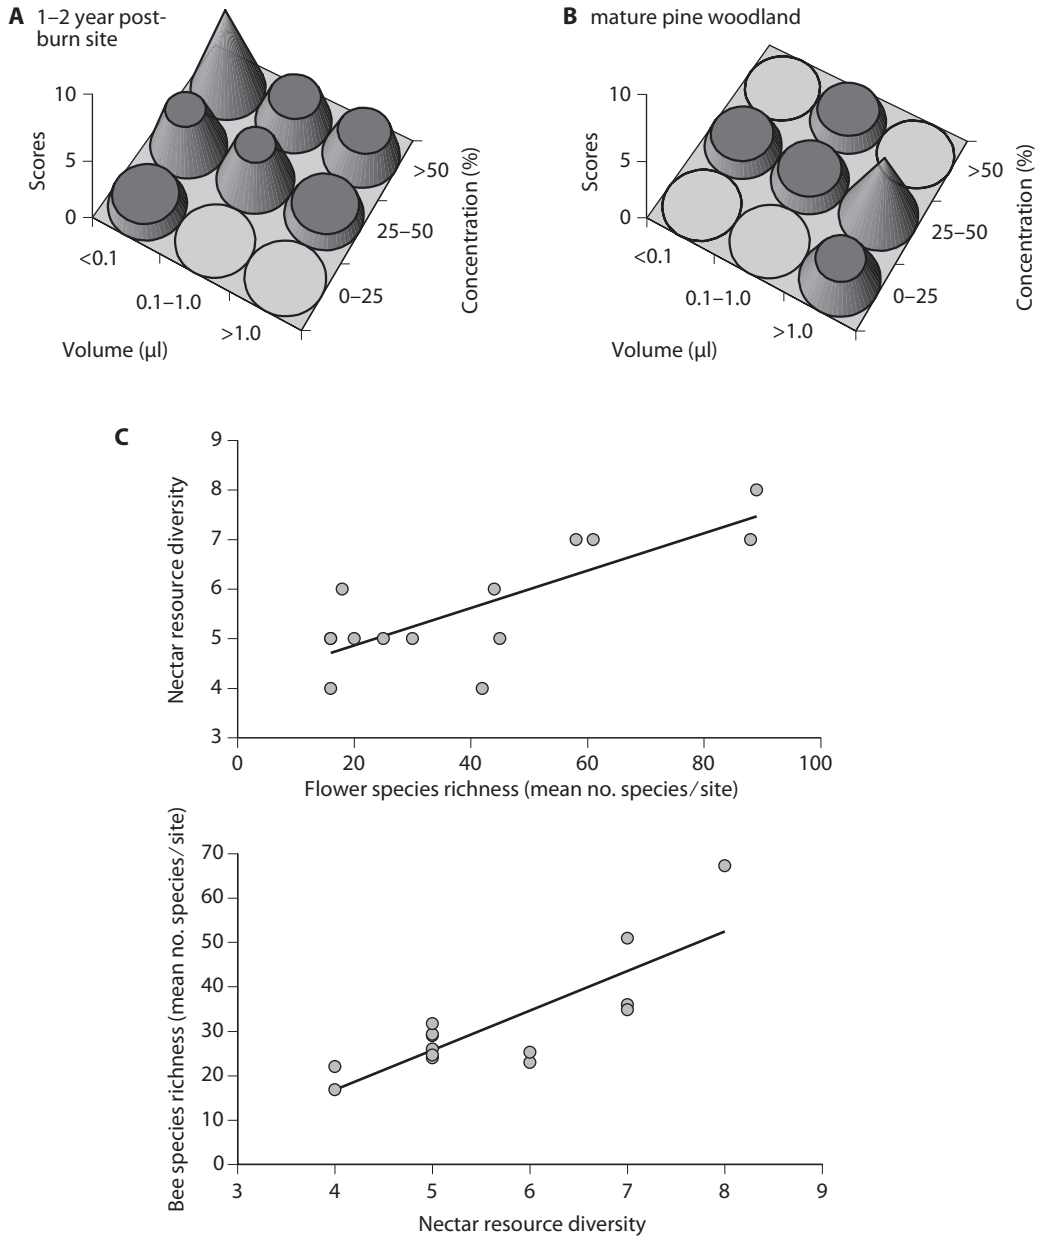 A 1–2 year post-
burn site
10
5
0
Scores
<0.1
0.1–1.0
>1.0
Volume (µl)
>50
25–50
0–25
Concentration (%)
B mature pine woodland
10
5
0
Scores
<0.1
0.1–1.0
>1.0
Volume (µl)
>50
25–50
0–25
Concentration (%)
C
9
8
7
6
5
4
3
Nectar resource diversity
0 20 40 60 80 100
Flower species richness (mean no. species/site)
70
60
50
40
30
20
10
0
Bee species richness (mean no. species/site)
3 4 5 6 7 8 9
Nectar resource diversity